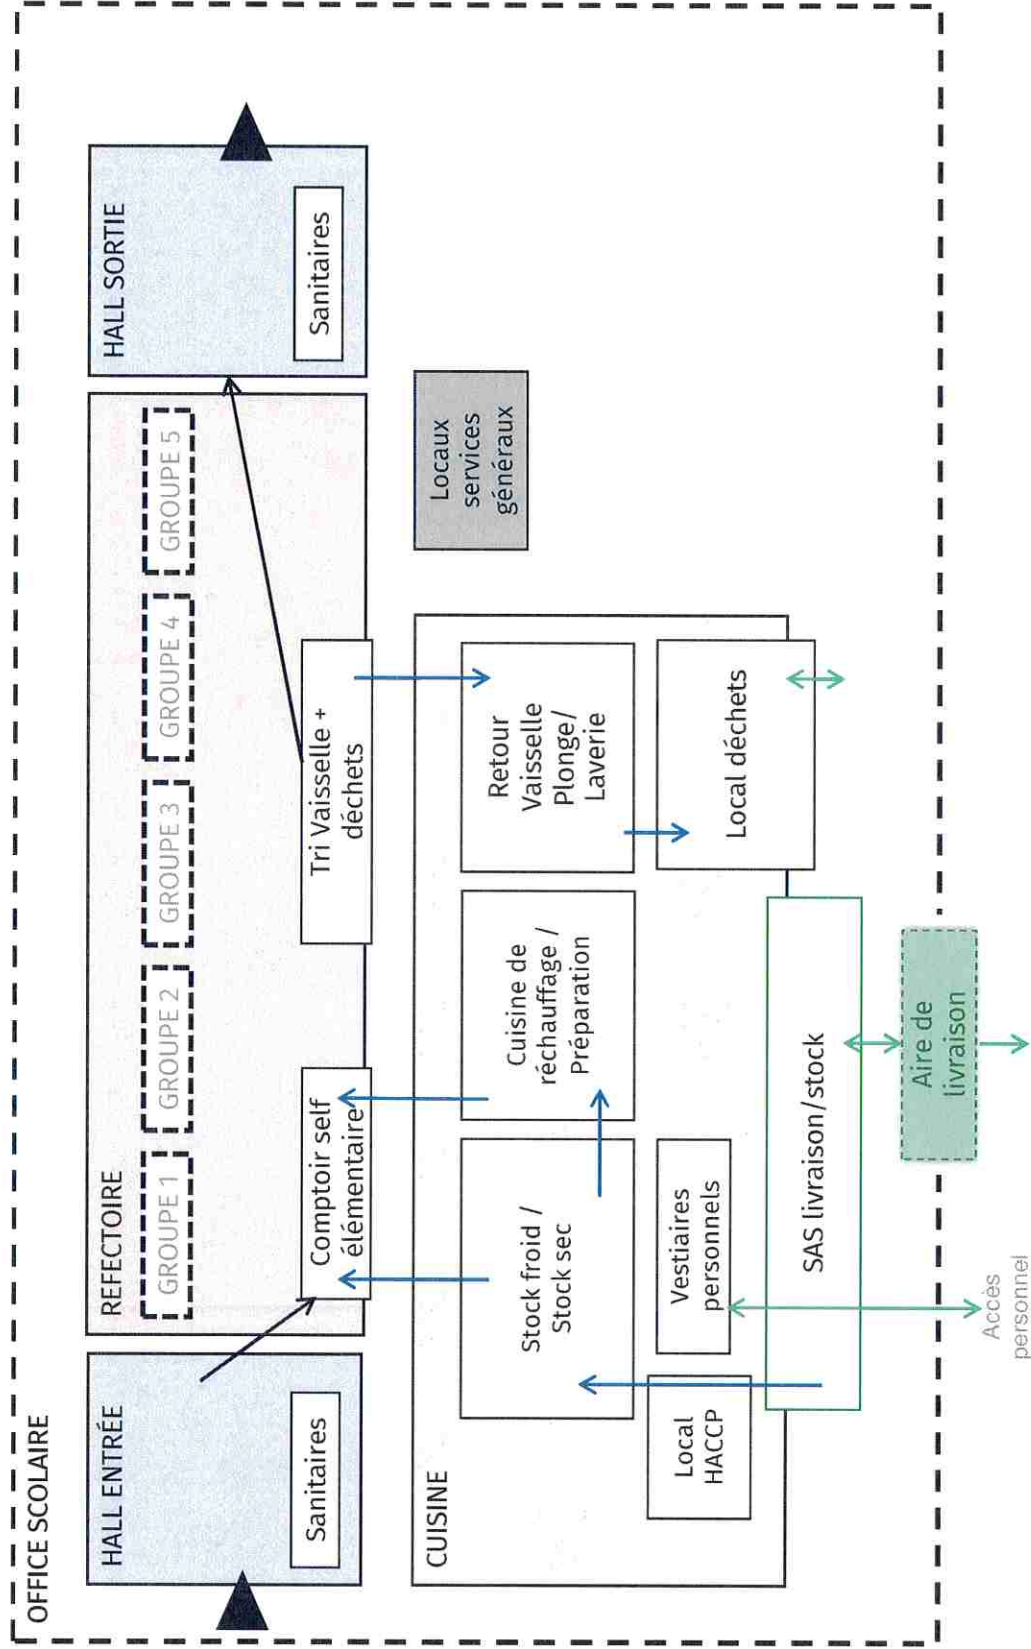 OFFICE SCOLAIRE
HALL ENTRÉE
Sanitaires
REFECTOIRE
GROUPE 1
GROUPE 2
GROUPE 3
GROUPE 4
GROUPE 5
Comptoir self
élémentaire
Tri Vaisselle +
déchets
HALL SORTIE
Sanitaires
CUISINE
Stock froid /
Stock sec
Cuisine de
réchauffage /
Préparation
Retour
Vaisselle
Plonge/
Laverie
Locaux
services
généraux
Local
HACCP
Vestiaires
personnels
Local déchets
SAS livraison/stock
Aire de
livraison
Accès
personnel